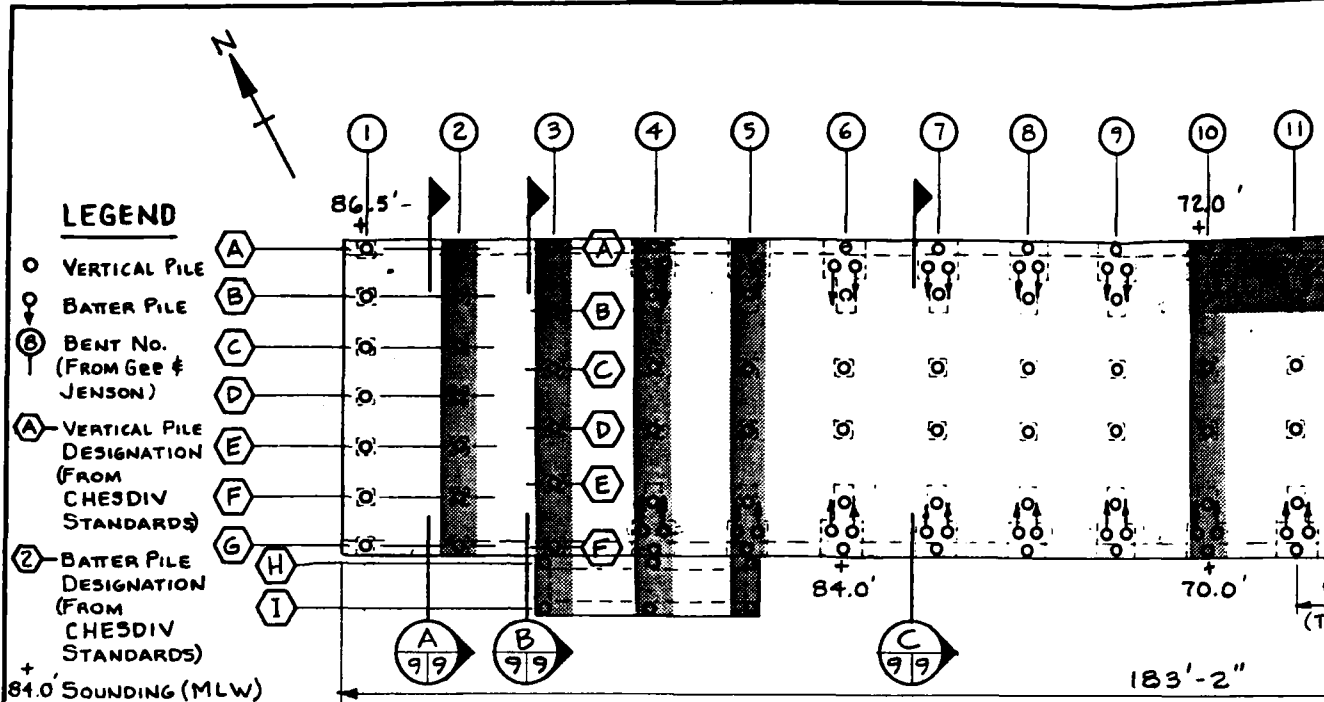 N
1 2 3 4 5 6 7 8 9 10 11
86.5'-
72.0'
LEGEND
VERTICAL PILE
BATTER PILE
8 BENT No.
(FROM GEE &
JENSON)
A VERTICAL PILE
DESIGNATION
(FROM
CHESDIV
STANDARDS)
2 BATTER PILE
DESIGNATION
(FROM
CHESDIV
STANDARDS)
84.0' SOUNDING (MLW)
A
B
C
D
E
F
G
H
I
A
B
C
D
E
F
84.0'
70.0'
(T
A
9 9
B
9 9
C
9 9
183'-2"